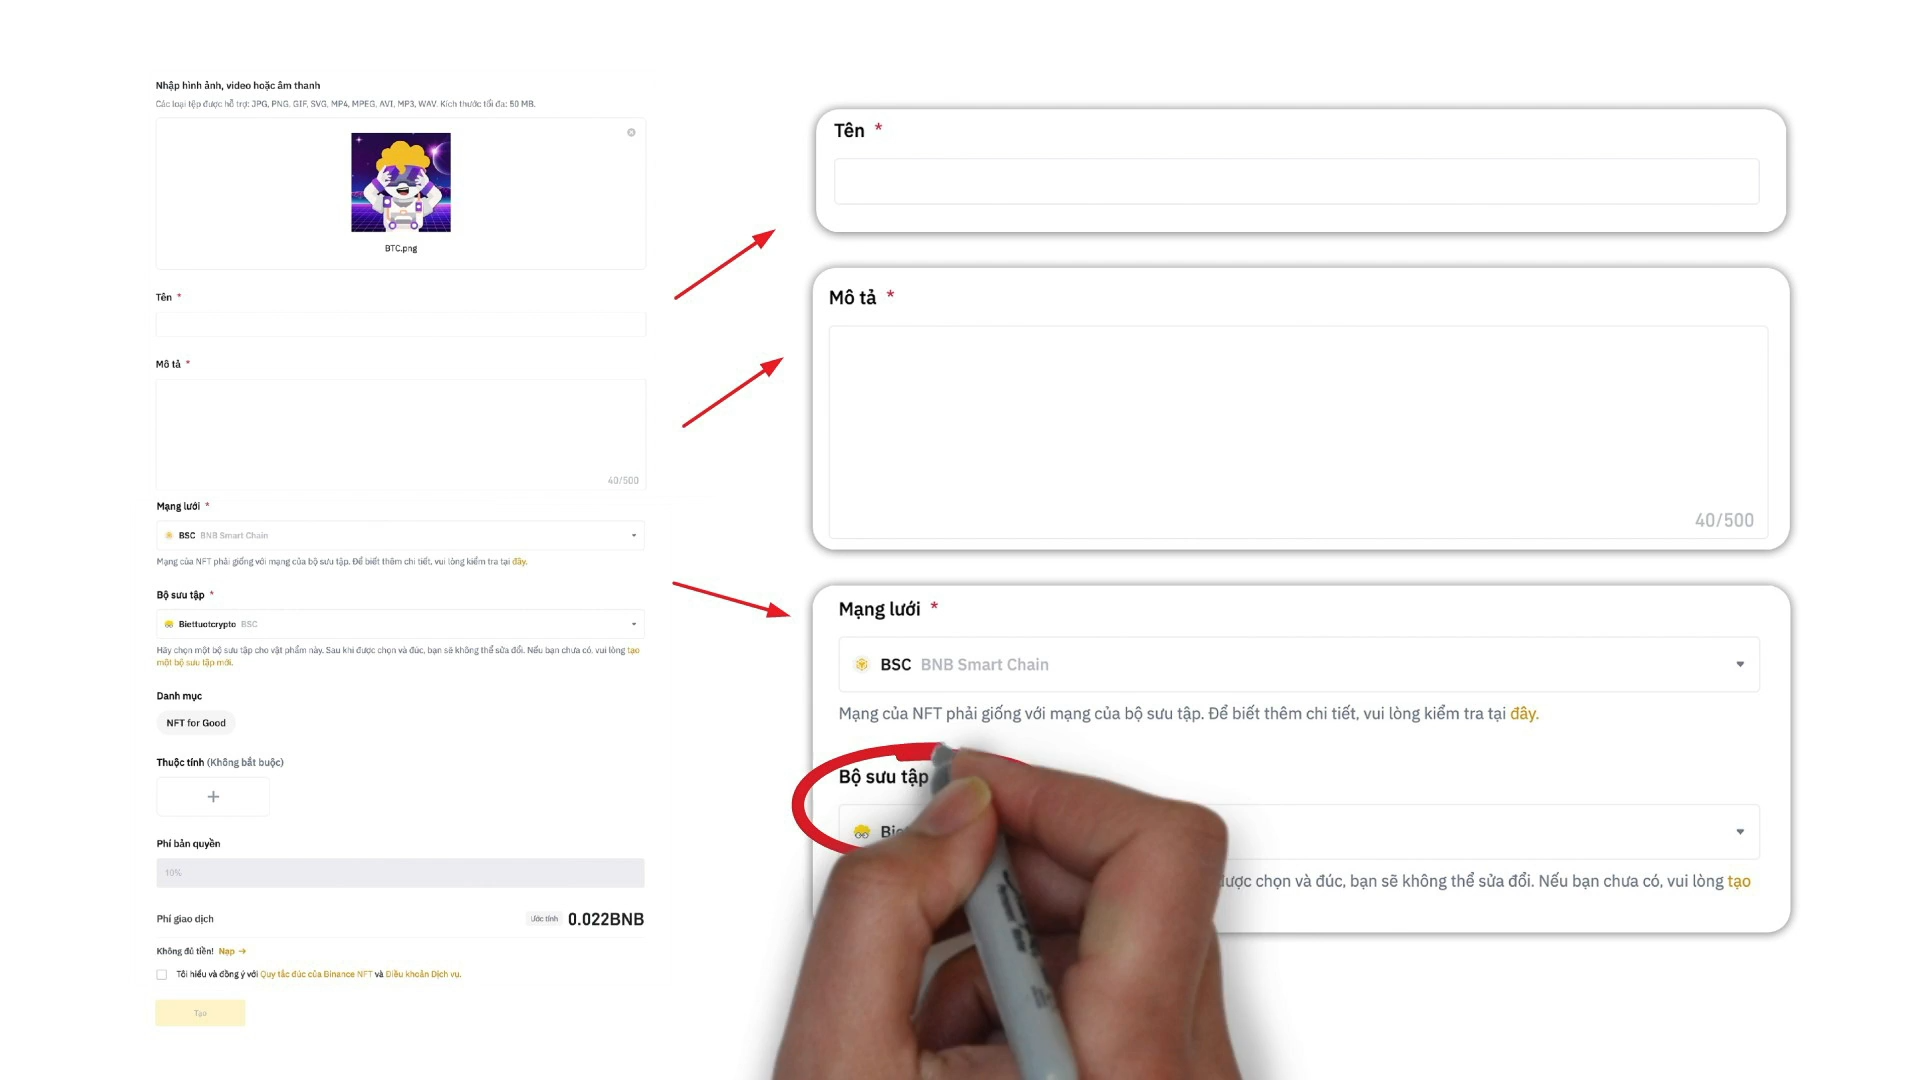 Nhập hình ảnh, video hoặc âm thanh
Các loại tệp được hỗ trợ: JPG, PNG, GIF, SVG, MP4, MPEG, AVI, MP3, WAV. Kích thước tối đa: 50 MB.
BTC.png
Tên *
Mô tả *
40/500
Mạng lưới *
BSC BNB Smart Chain
Mạng của NFT phải giống với mạng của bộ sưu tập. Để biết thêm chi tiết, vui lòng kiểm tra tại đây.
Bộ sưu tập *
Biettuotcrypto BSC
Hãy chọn một bộ sưu tập cho vật phẩm này. Sau khi được chọn và đúc, bạn sẽ không thể sửa đổi. Nếu bạn chưa có, vui lòng tạo
một bộ sưu tập mới.
Danh mục
NFT for Good
Thuộc tính (Không bắt buộc)
+
Phí bản quyền
10%
Phí giao dịch Ước tính 0.022BNB
Không đủ tiền! Nạp →
Tôi hiểu và đồng ý với Quy tắc đúc của Binance NFT và Điều khoản Dịch vụ.
Tạo
Tên *
Mô tả *
40/500
Mạng lưới *
BSC BNB Smart Chain
Mạng của NFT phải giống với mạng của bộ sưu tập. Để biết thêm chi tiết, vui lòng kiểm tra tại đây.
Bộ sưu tập
được chọn và đúc, bạn sẽ không thể sửa đổi. Nếu bạn chưa có, vui lòng tạo